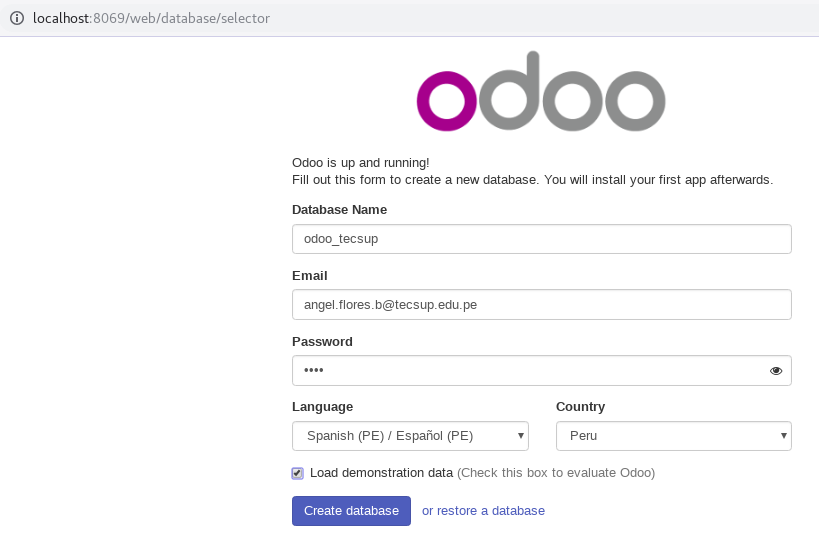 localhost:8069/web/database/selector
odoo
Odoo is up and running!
Fill out this form to create a new database. You will install your first app afterwards.
Database Name
odoo_tecsup
Email
angel.flores.b@tecsup.edu.pe
Password
••••
Language Country
Spanish (PE) / Español (PE) Peru
Load demonstration data (Check this box to evaluate Odoo)
Create database or restore a database